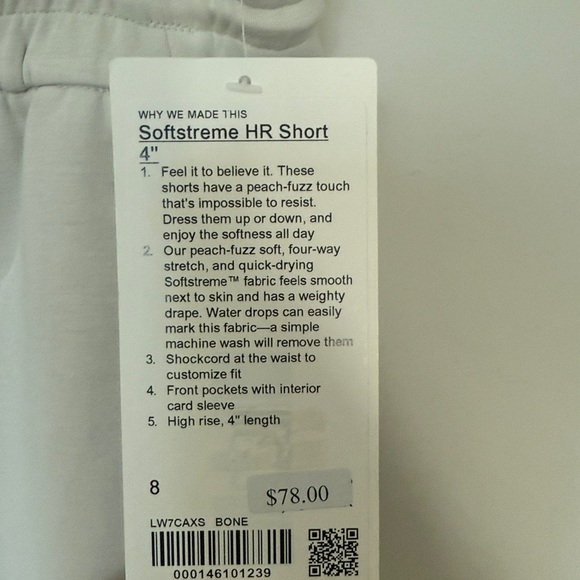 WHY WE MADE THIS
Softstreme HR Short
4"
1. Feel it to believe it. These
shorts have a peach-fuzz touch
that's impossible to resist.
Dress them up or down, and
enjoy the softness all day
2. Our peach-fuzz soft, four-way
stretch, and quick-drying
Softstreme™ fabric feels smooth
next to skin and has a weighty
drape. Water drops can easily
mark this fabric—a simple
machine wash will remove them
3. Shockcord at the waist to
customize fit
4. Front pockets with interior
card sleeve
5. High rise, 4" length
8
$78.00
LW7CAXS BONE
000146101239